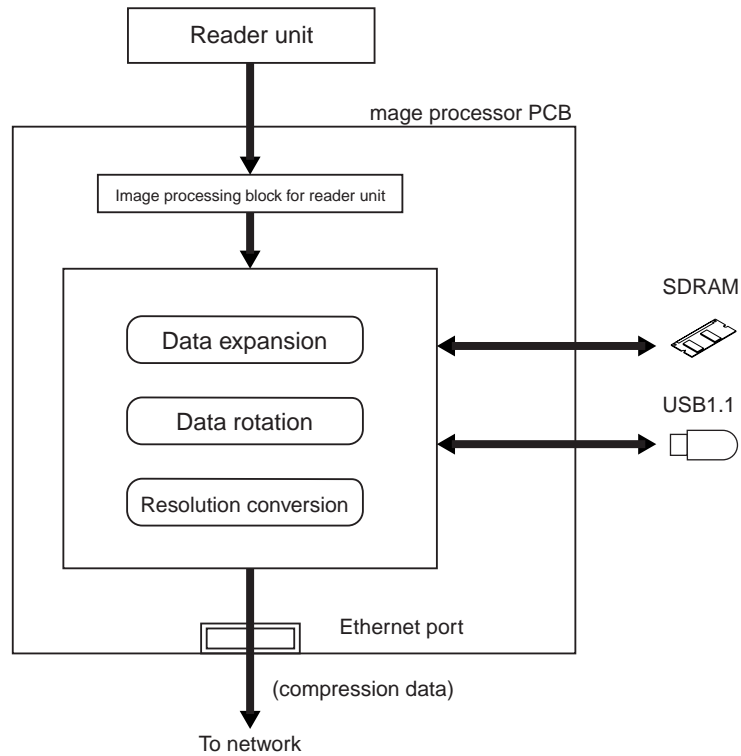 Reader unit
mage processor PCB
Image processing block for reader unit
SDRAM
Data expansion
USB1.1
Data rotation
Resolution conversion
Ethernet port
(compression data)
To network